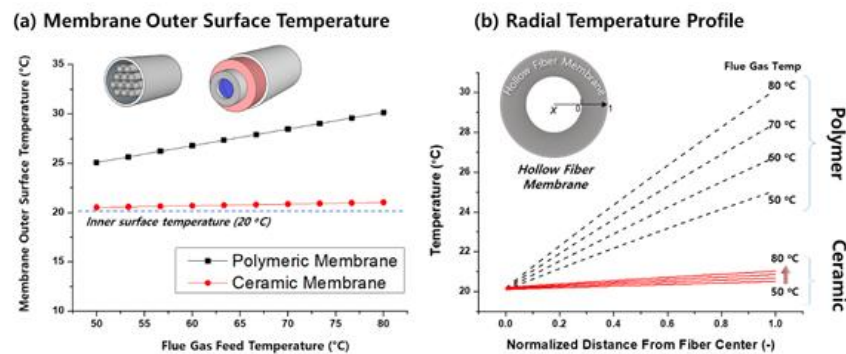 (a) Membrane Outer Surface Temperature
Membrane Outer Surface Temperature (°C)
35
30
25
20
15
10
Inner surface temperature (20 °C)
Polymeric Membrane
Ceramic Membrane
50 55 60 65 70 75 80
Flue Gas Feed Temperature (°C)
(b) Radial Temperature Profile
Temperature (°C)
30
28
26
24
22
20
Hollow Fiber Membrane
X 0 1
Hollow Fiber
Membrane
Flue Gas Temp
80 °C
70 °C
60 °C
50 °C
Polymer
80 °C
50 °C
Ceramic
0.0 0.2 0.4 0.6 0.8 1.0
Normalized Distance From Fiber Center (-)